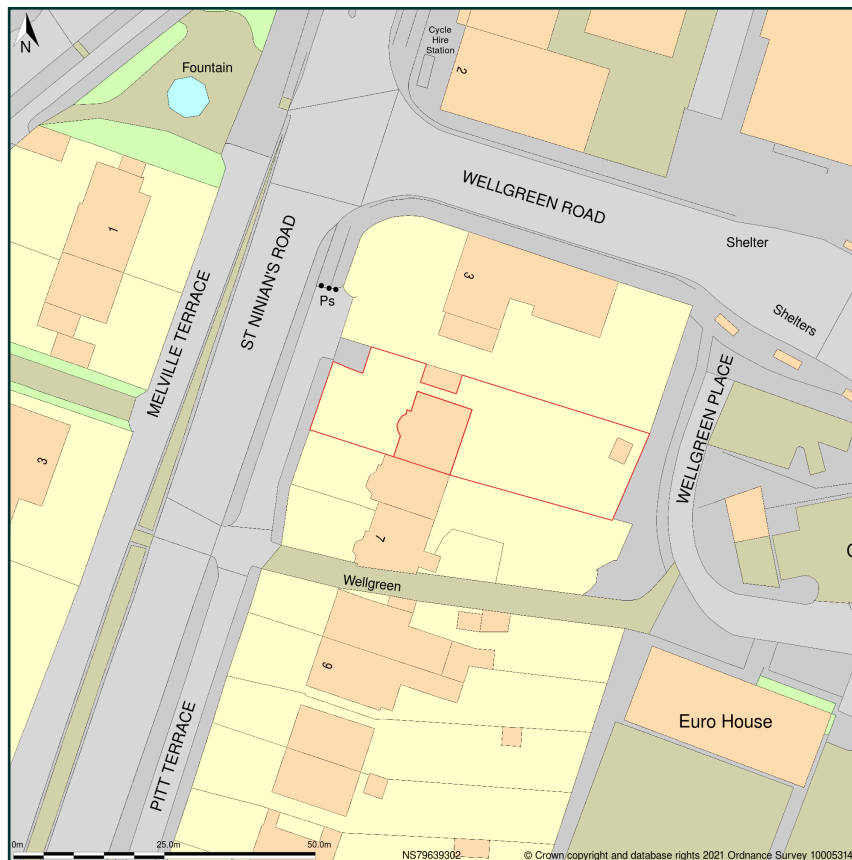 N
Fountain
Cycle
Hire
Station
2
WELLGREEN ROAD
1
ST NINIAN'S ROAD
Shelter
3
MELVILLE TERRACE
Ps
Shelters
WELLGREEN PLACE
3
7
Wellgreen
9
Euro House
PITT TERRACE
0m
25.0m
50.0m
NS79639302
© Crown copyright and database rights 2021 Ordnance Survey 10005314